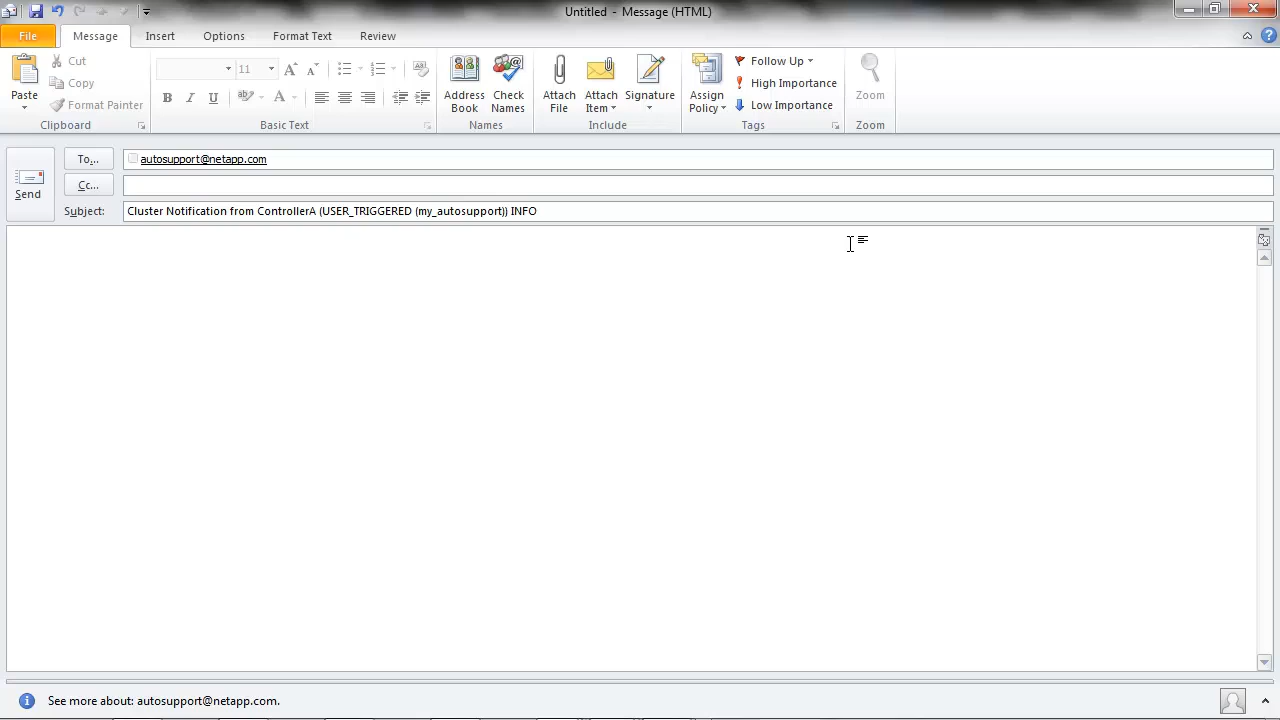 Untitled - Message (HTML)
File Message Insert Options Format Text Review
Paste Cut Copy Format Painter Clipboard
11 B I U A Basic Text
Address Book Check Names Names
Attach File Attach Item Signature Include
Assign Policy Follow Up High Importance Low Importance Tags
Zoom Zoom
Send
To... autosupport@netapp.com
Cc...
Subject: Cluster Notification from ControllerA (USER_TRIGGERED (my_autosupport)) INFO
See more about: autosupport@netapp.com.